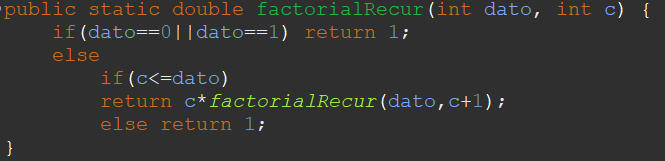 public static double factorialRecur(int dato, int c) {
if(dato==0||dato==1) return 1;
else
if(c<=dato)
return c*factorialRecur(dato,c+1);
else return 1;
}